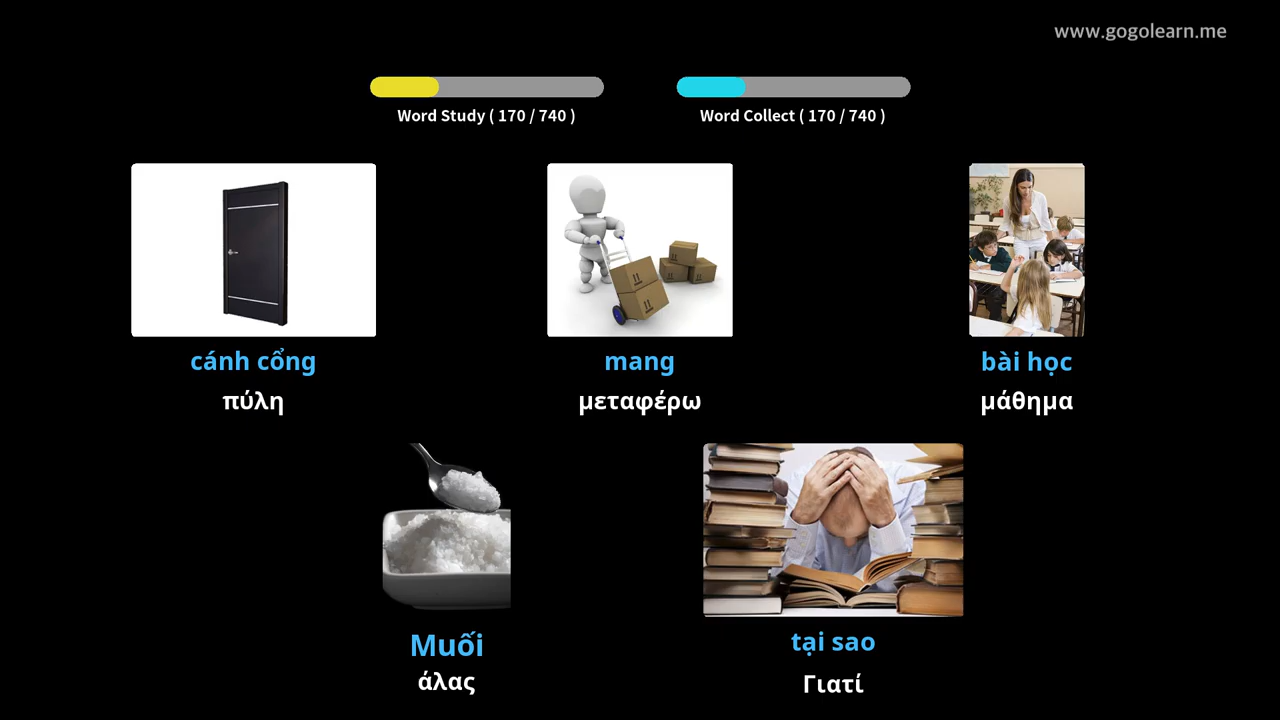 www.gogolearn.me
Word Study ( 170 / 740 )
Word Collect ( 170 / 740 )
cánh cổng
πύλη
mang
μεταφέρω
bài học
μάθημα
Muối
άλας
tại sao
Γιατί